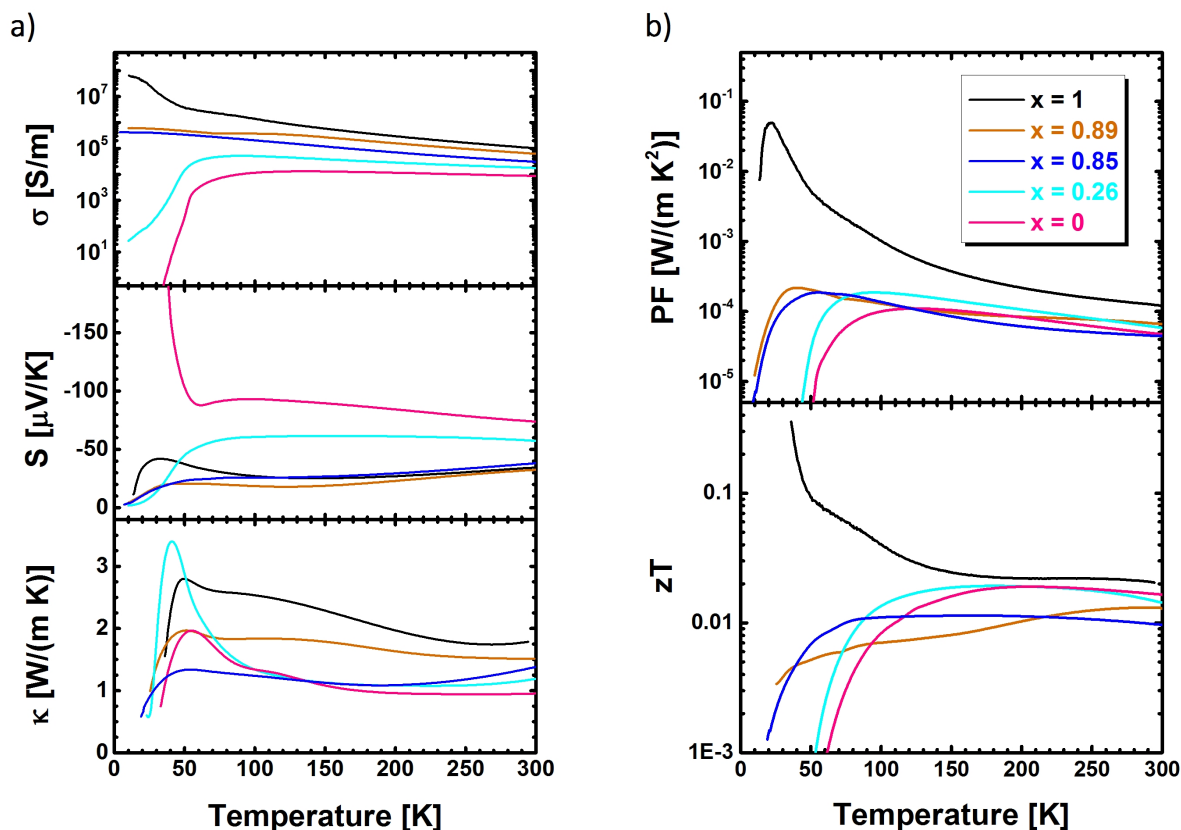 a)
σ [S/m]
10^7
10^5
10^3
10^1
S [μV/K]
-150
-100
-50
0
κ [W/(m K)]
3
2
1
0
0 50 100 150 200 250 300
Temperature [K]
b)
PF [W/(m K^2)]
10^-1
10^-2
10^-3
10^-4
10^-5
x = 1
x = 0.89
x = 0.85
x = 0.26
x = 0
zT
0.1
0.01
1E-3
0 50 100 150 200 250 300
Temperature [K]